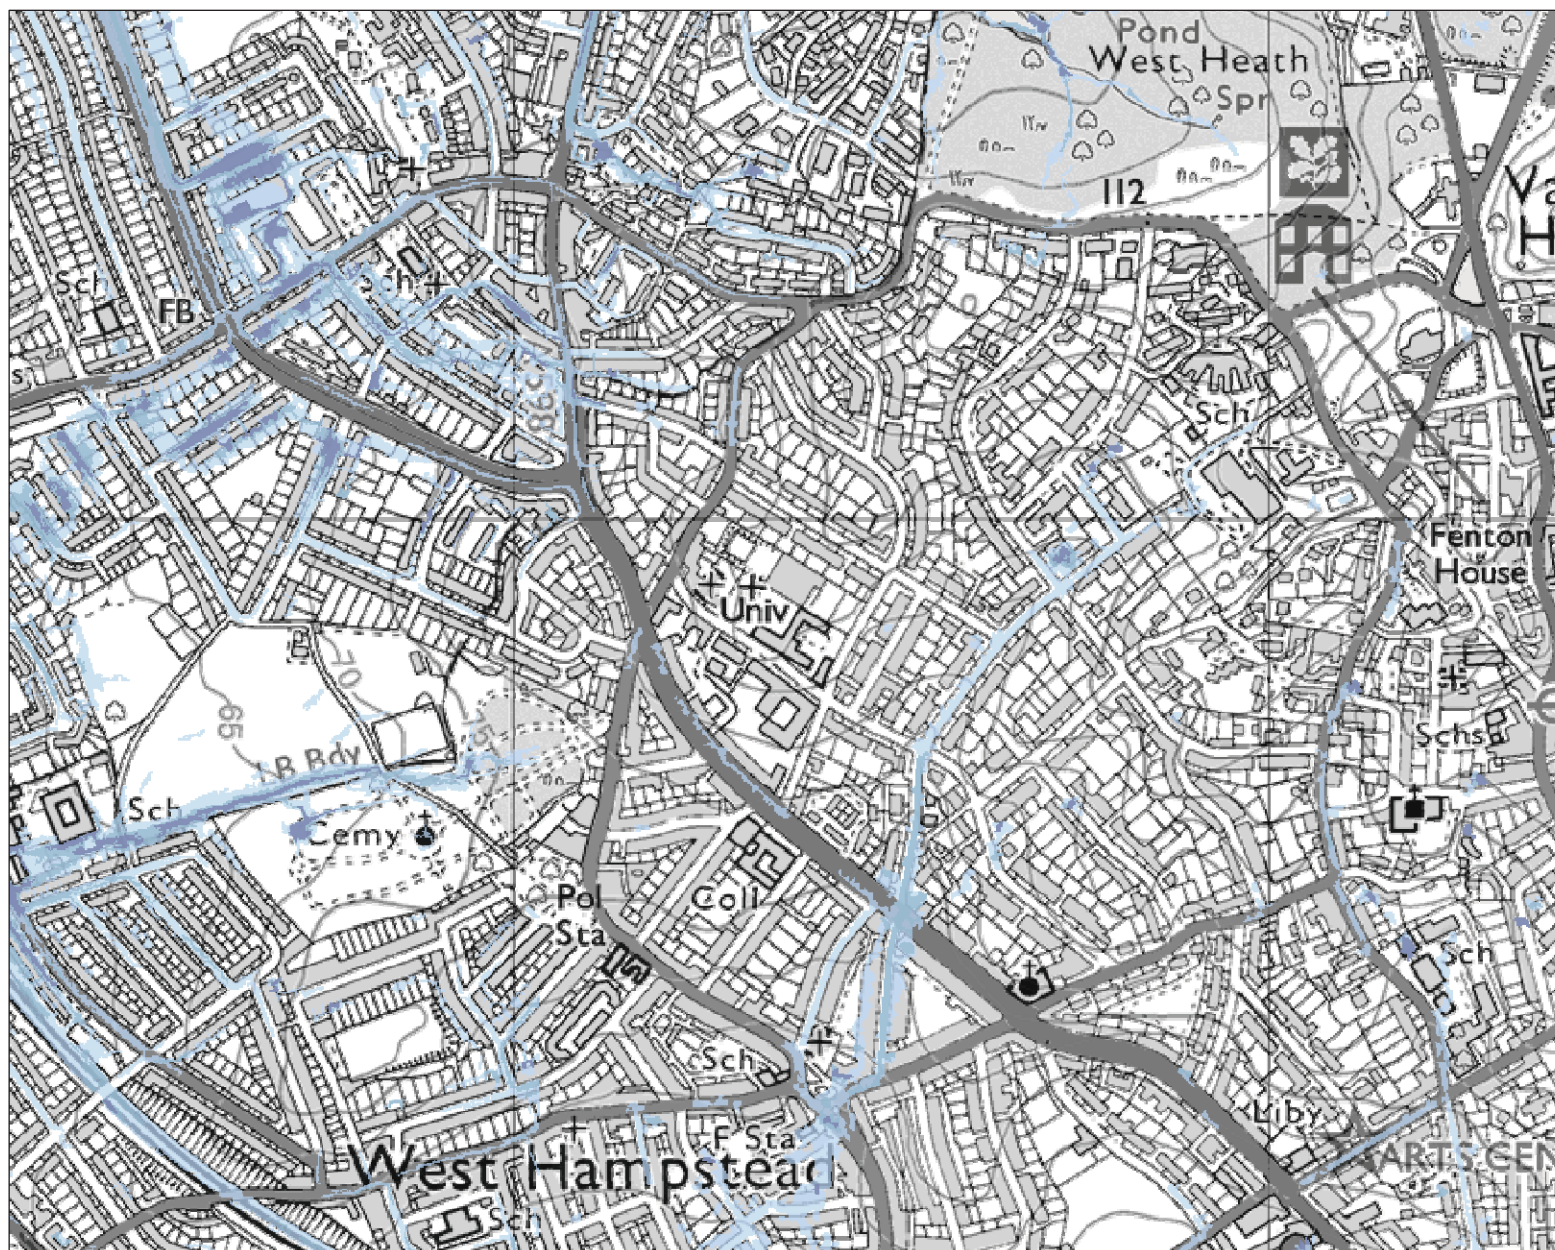 Pond
West Heath
Spr
112
Va
H
Sch
Sch
FB
s,
A598
Sch
Fenton
House
Univ
70
65
75
B Bdy
Schs
Sch
Cemy
Pol
Sta
Coll
Sch
Sch
Liby
F Sta
ARTS CEN
West Hampstead
Sch